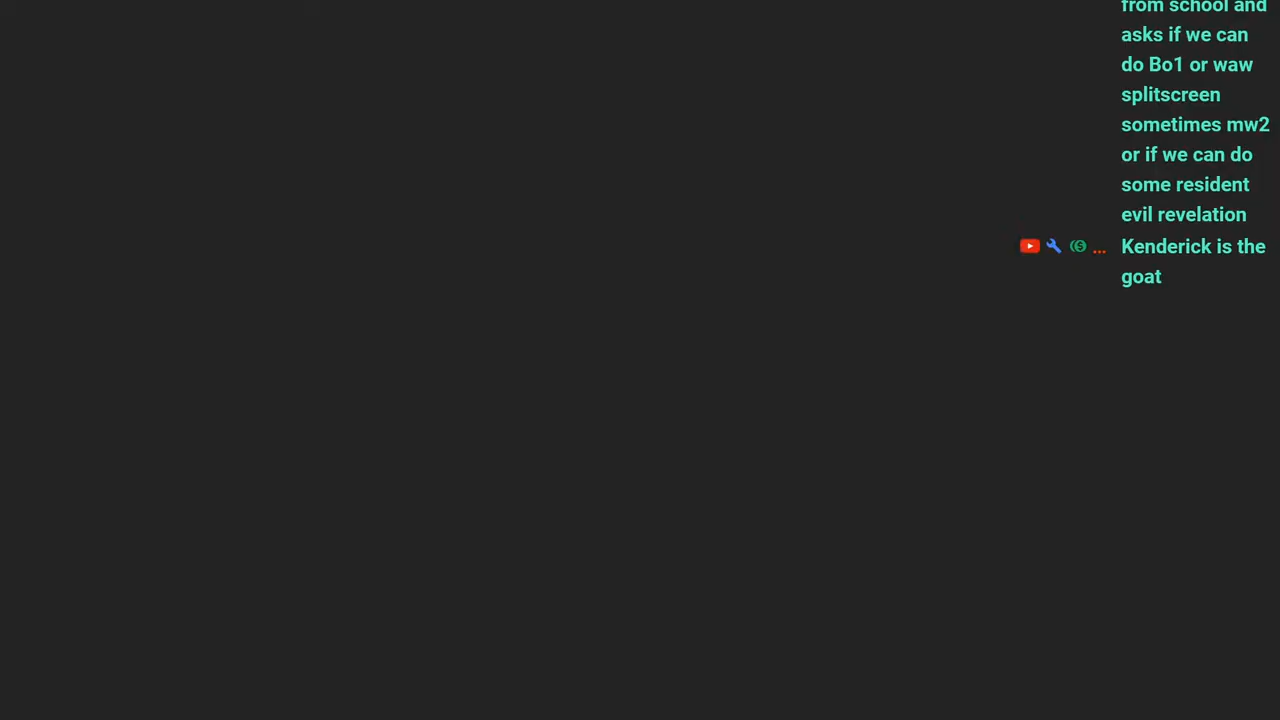 from school and
asks if we can
do Bo1 or waw
splitscreen
sometimes mw2
or if we can do
some resident
evil revelation
... Kenderick is the
goat